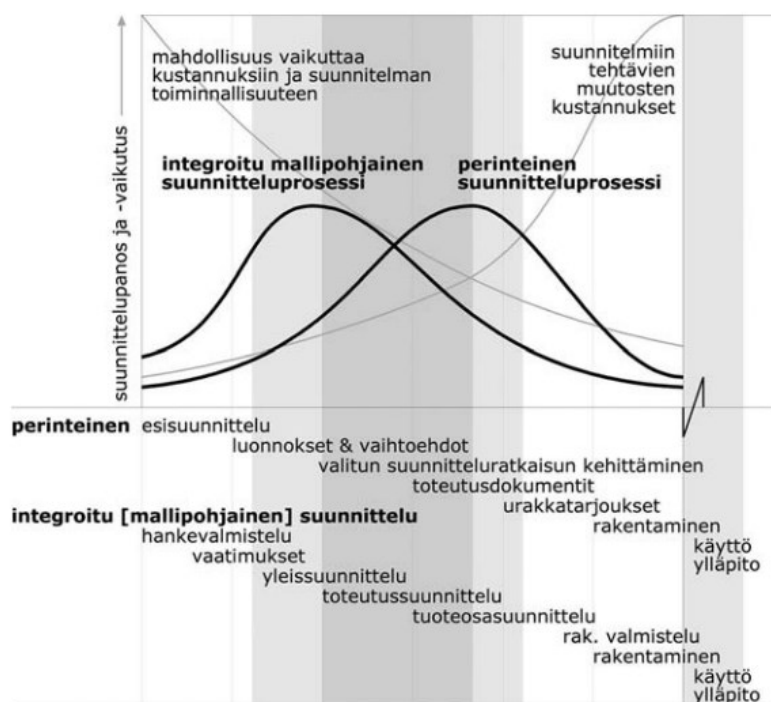 mahdollisuus vaikuttaa
kustannuksiin ja suunnitelman
toiminnallisuuteen
suunnitelmiin
tehtävien
muutosten
kustannukset
integroitu mallipohjainen
suunnitteluprosessi
perinteinen
suunnitteluprosessi
suunnittelupanos ja -vaikutus
perinteinen esisuunnittelu
luonnokset & vaihtoehdot
valitun suunnitteluratkaisun kehittäminen
toteutusdokumentit
urakkatarjoukset
rakentaminen
käyttö
ylläpito
integroitu [mallipohjainen] suunnittelu
hankevalmistelu
vaatimukset
yleissuunnittelu
toteutussuunnittelu
tuoteosasuunnittelu
rak. valmistelu
rakentaminen
käyttö
ylläpito